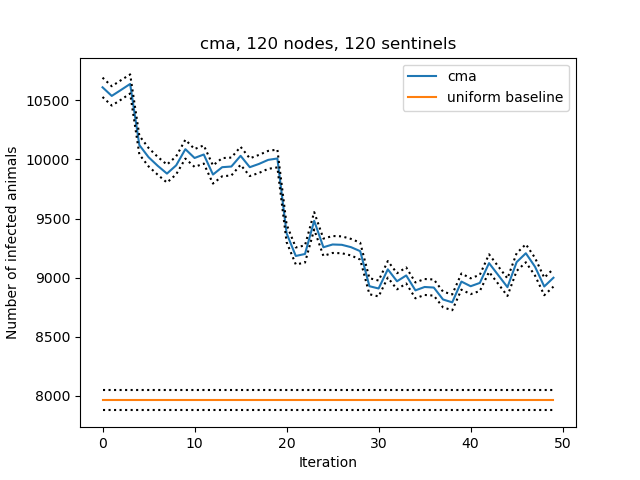 cma, 120 nodes, 120 sentinels
cma
uniform baseline
Number of infected animals
10500
10000
9500
9000
8500
8000
0 10 20 30 40 50
Iteration